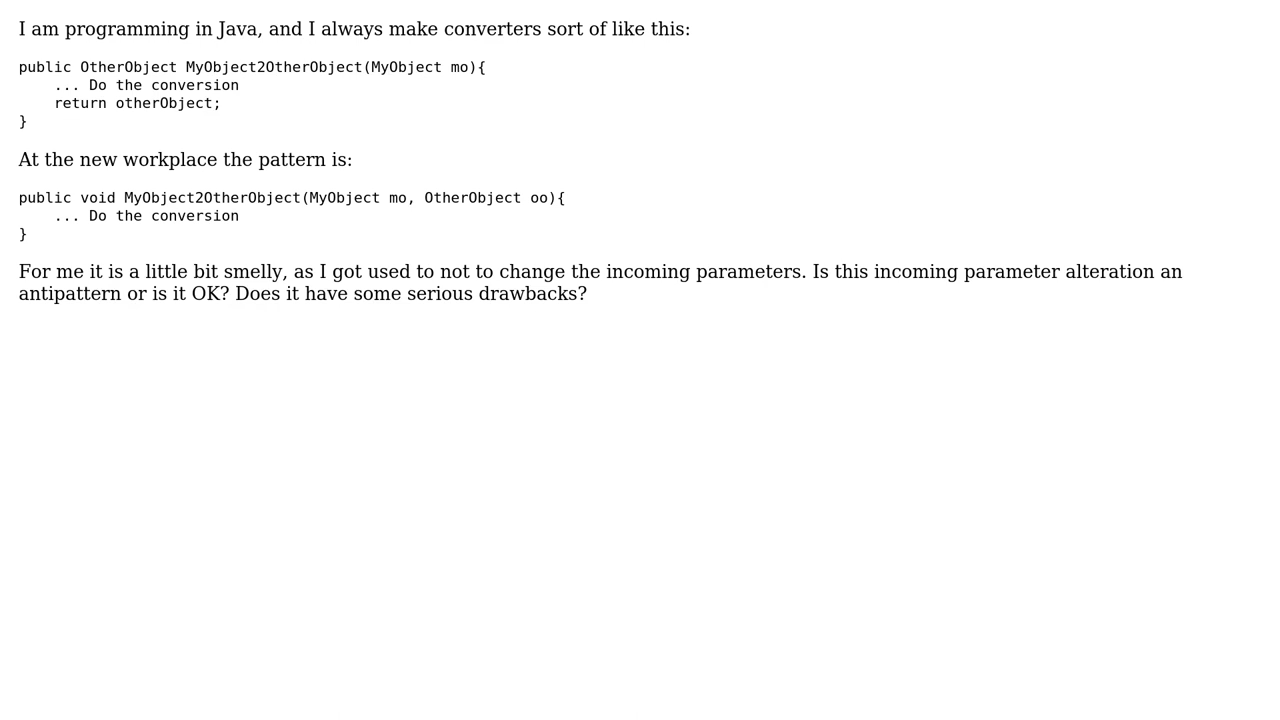 I am programming in Java, and I always make converters sort of like this:
public OtherObject MyObject2OtherObject(MyObject mo){
    ... Do the conversion
    return otherObject;
}
At the new workplace the pattern is:
public void MyObject2OtherObject(MyObject mo, OtherObject oo){
    ... Do the conversion
}
For me it is a little bit smelly, as I got used to not to change the incoming parameters. Is this incoming parameter alteration an
antipattern or is it OK? Does it have some serious drawbacks?